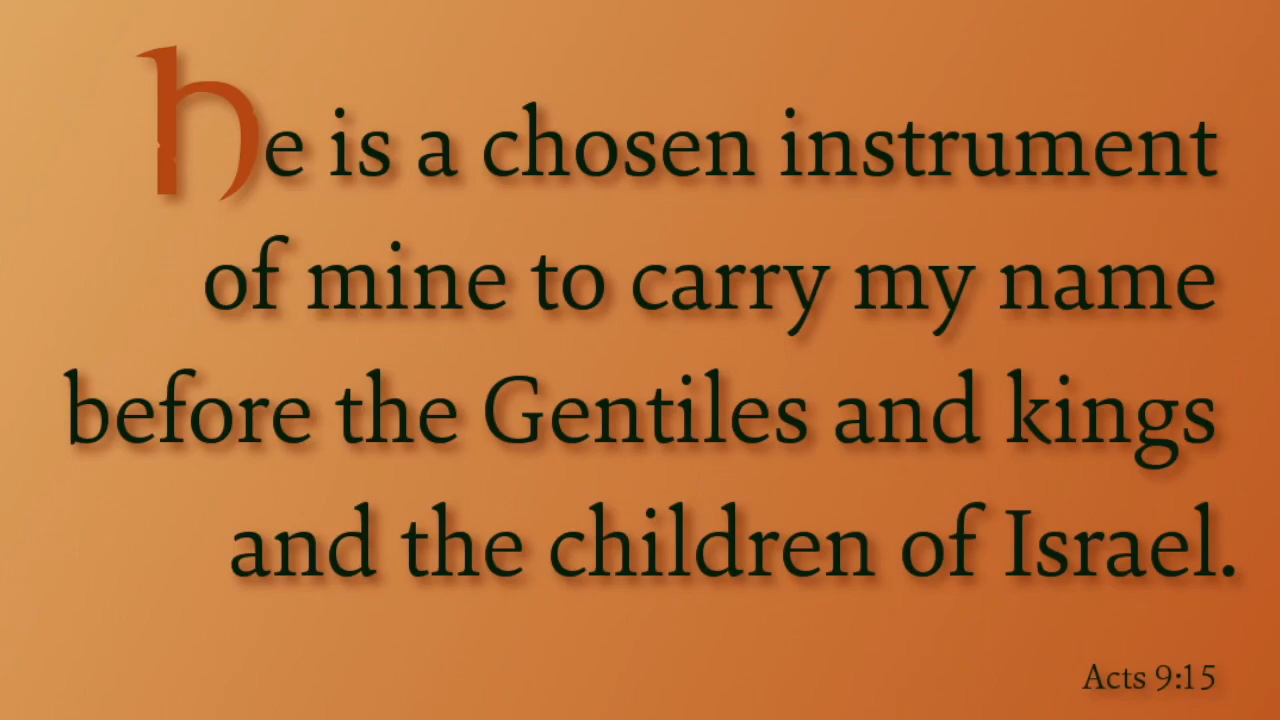 he is a chosen instrument
of mine to carry my name
before the Gentiles and kings
and the children of Israel.
Acts 9:15